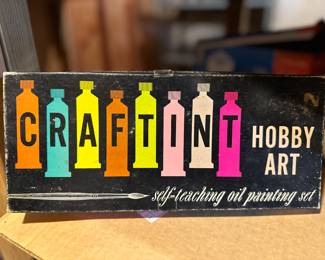 CRAFTINT
HOBBY
ART
self-teaching oil painting set